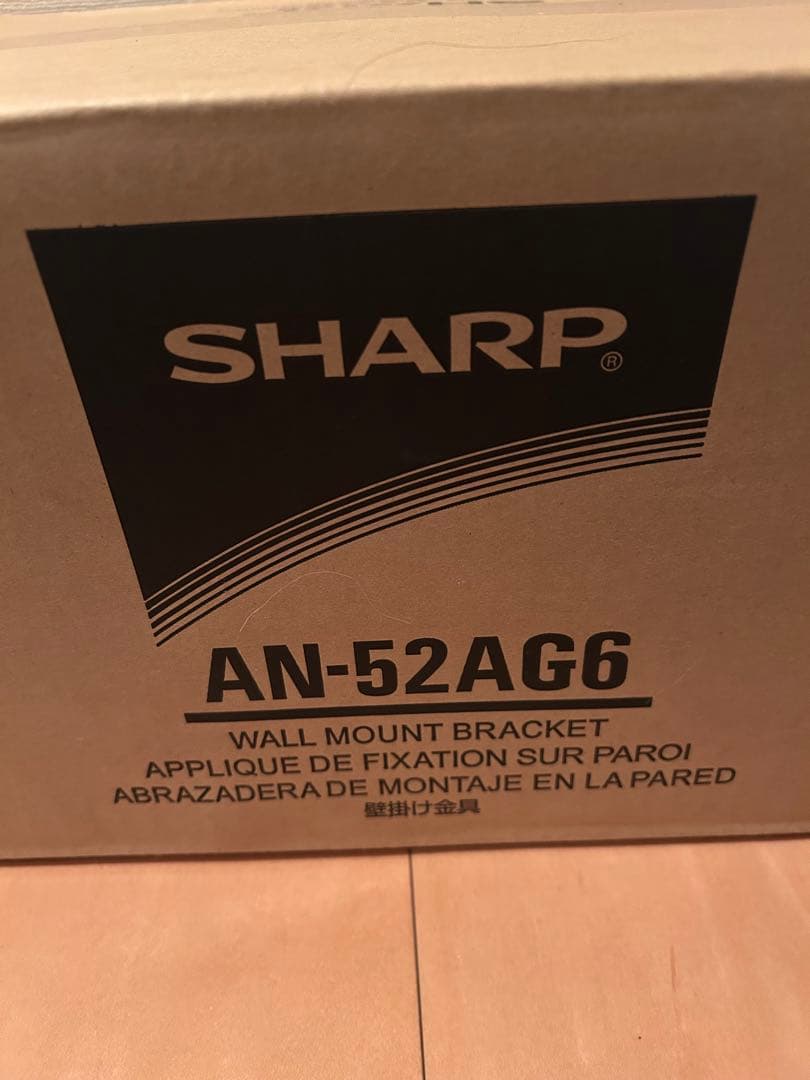 SHARP®
AN-52AG6
WALL MOUNT BRACKET
APPLIQUE DE FIXATION SUR PAROI
ABRAZADERA DE MONTAJE EN LA PARED
壁掛け金具